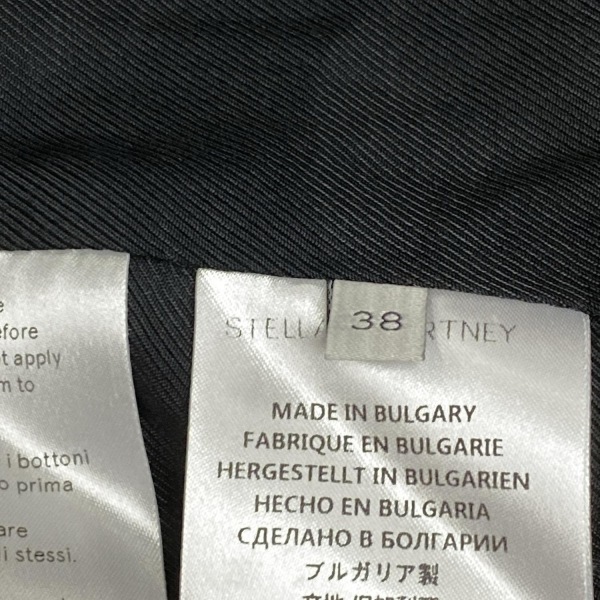 e
efore
t apply
m to
i bottoni
o prima
are
li stessi.
38
STELL RTNEY
MADE IN BULGARY
FABRIQUE EN BULGARIE
HERGESTELLT IN BULGARIEN
HECHO EN BULGARIA
СДЕЛАНО В БОЛГАРИИ
ブルガリア製